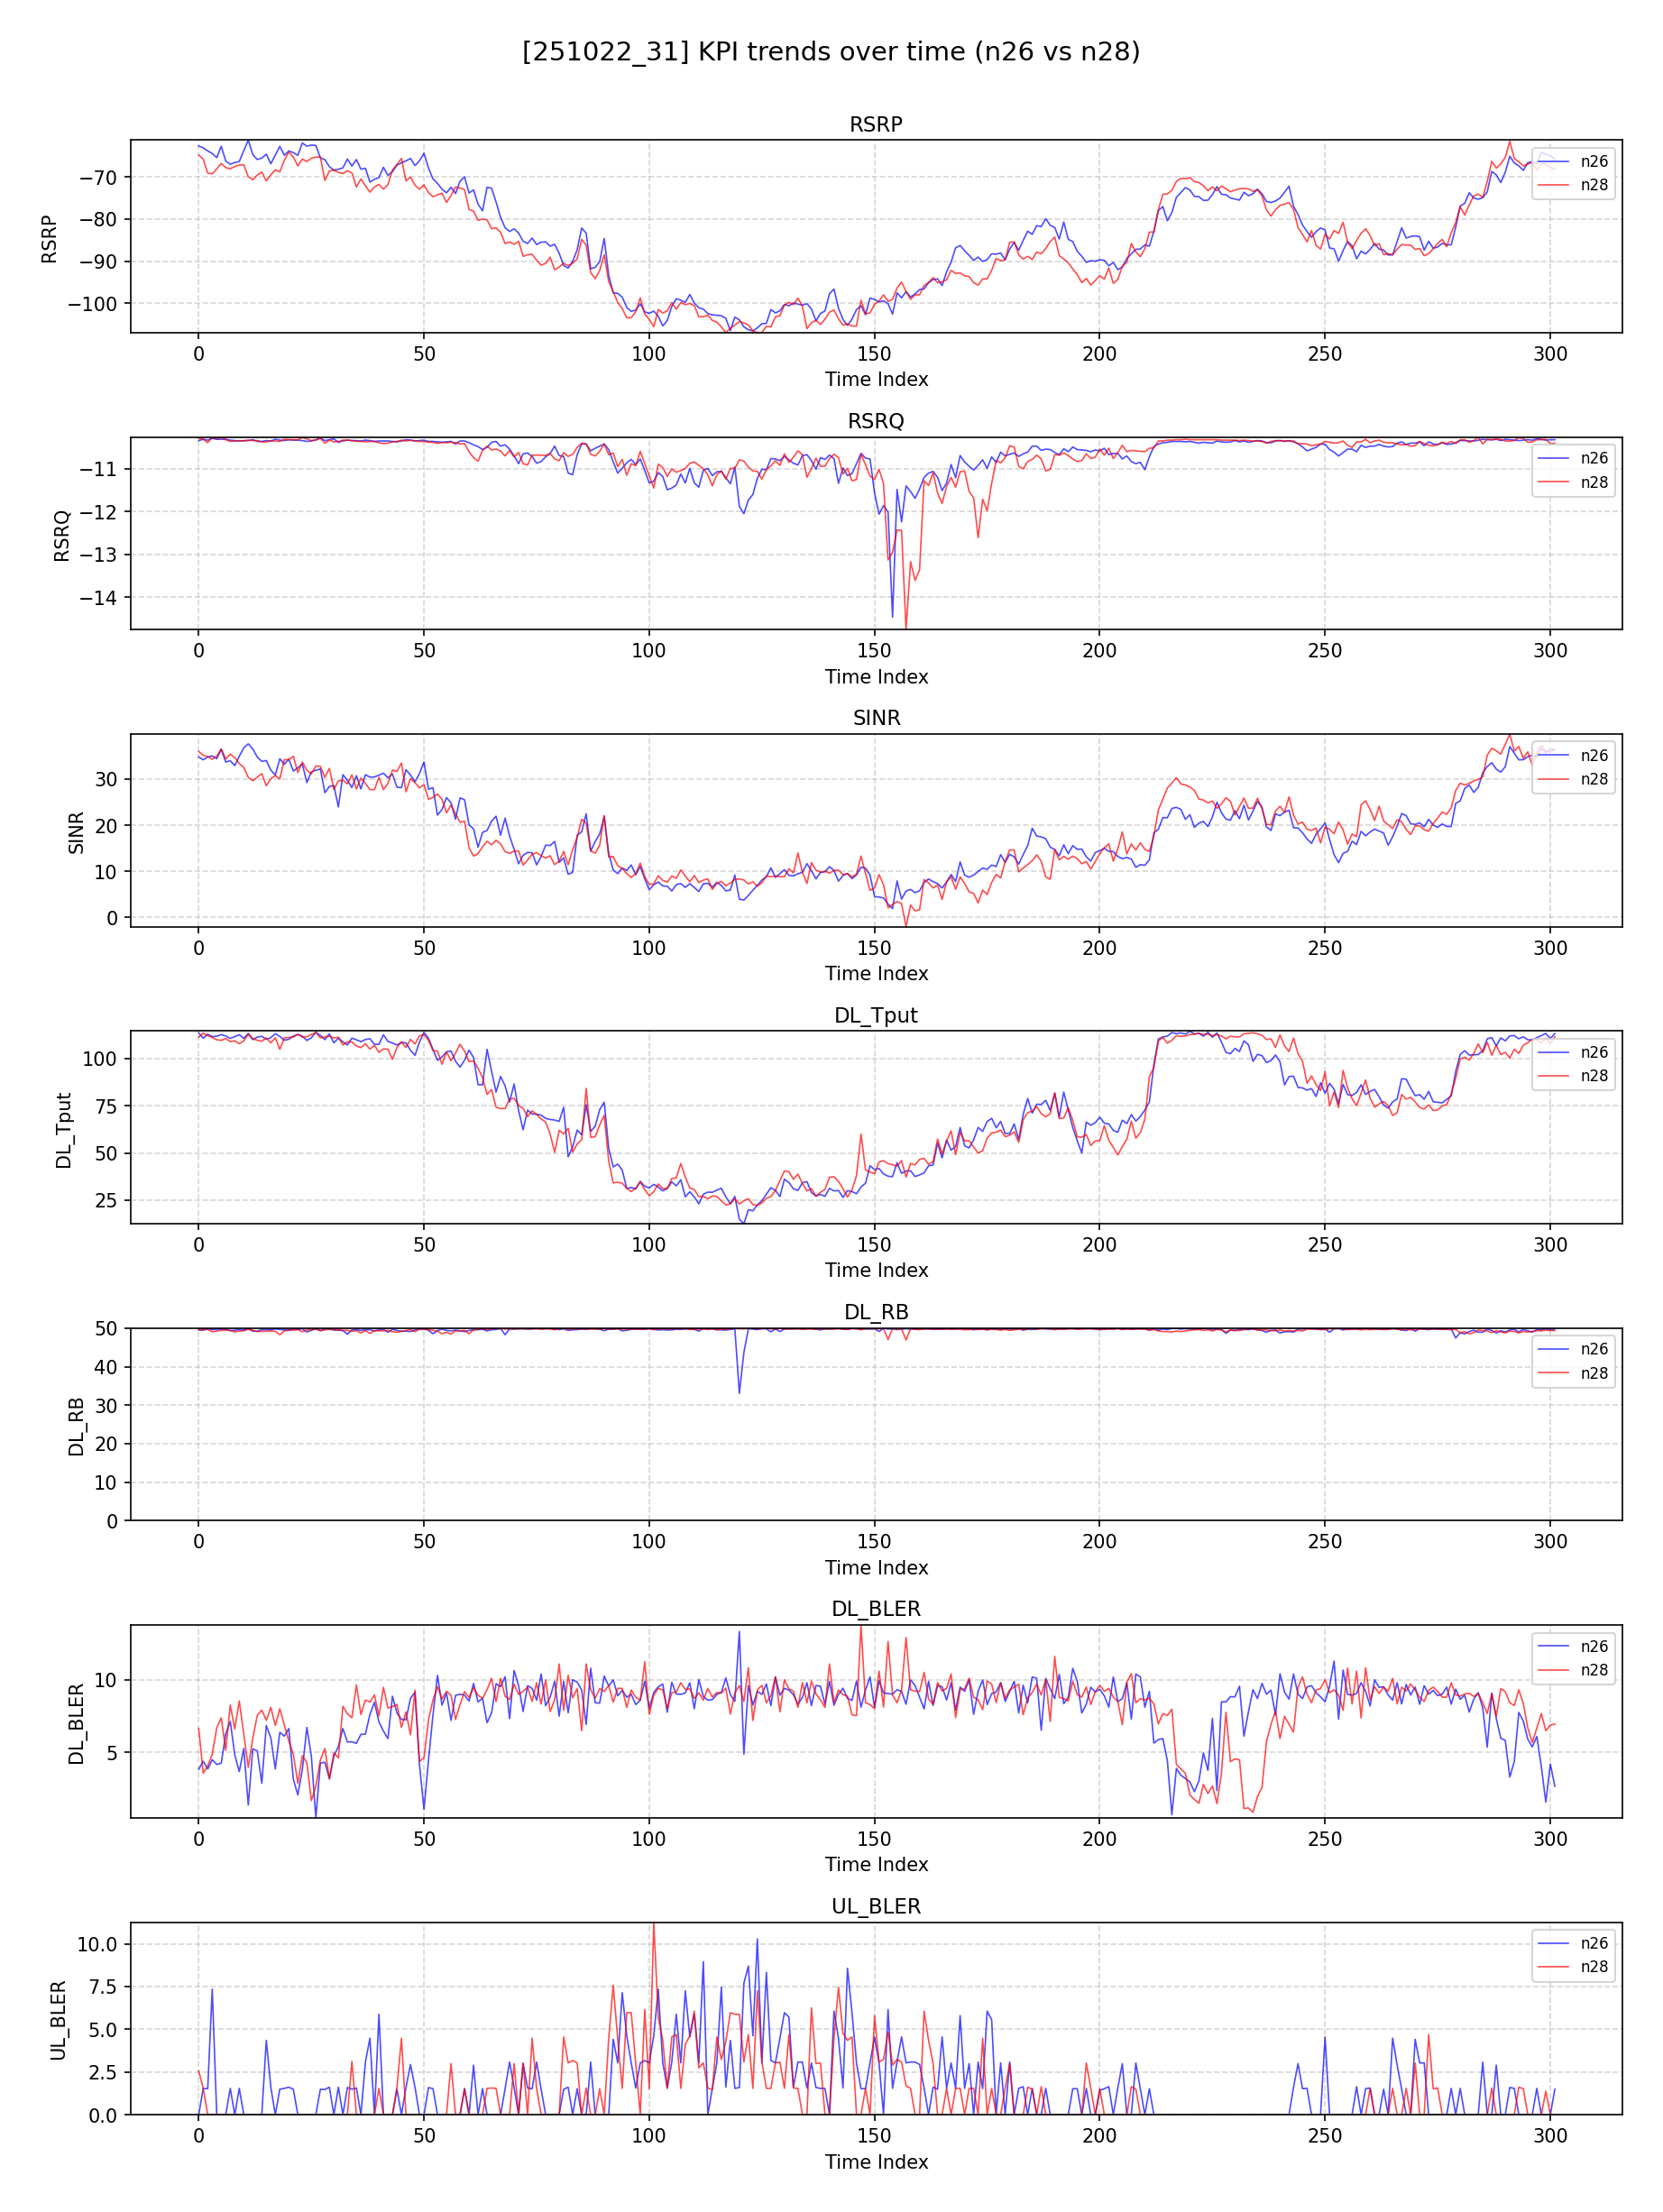 [251022_31] KPI trends over time (n26 vs n28)
RSRP
RSRP
−70
−80
−90
−100
n26
n28
0 50 100 150 200 250 300
Time Index
RSRQ
RSRQ
−11
−12
−13
−14
n26
n28
0 50 100 150 200 250 300
Time Index
SINR
SINR
30
20
10
0
n26
n28
0 50 100 150 200 250 300
Time Index
DL_Tput
DL_Tput
100
75
50
25
n26
n28
0 50 100 150 200 250 300
Time Index
DL_RB
DL_RB
50
40
30
20
10
0
n26
n28
0 50 100 150 200 250 300
Time Index
DL_BLER
DL_BLER
10
5
n26
n28
0 50 100 150 200 250 300
Time Index
UL_BLER
UL_BLER
10.0
7.5
5.0
2.5
0.0
n26
n28
0 50 100 150 200 250 300
Time Index